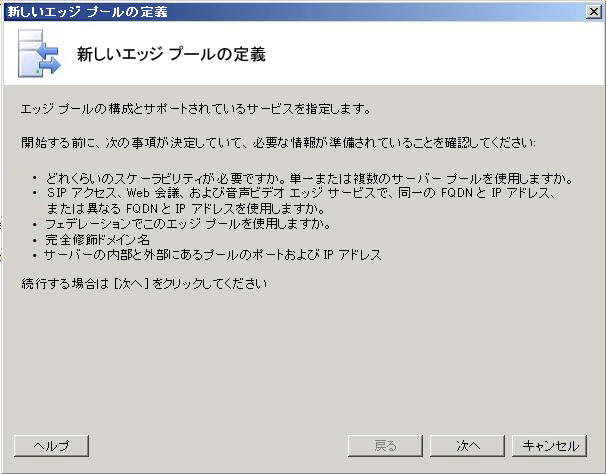 新しいエッジ プールの定義
新しいエッジ プールの定義
エッジ プールの構成とサポートされているサービスを指定します。
開始する前に、次の事項が決定していて、必要な情報が準備されていることを確認してください:
• どれくらいのスケーラビリティが必要ですか。単一または複数のサーバー プールを使用しますか。
• SIP アクセス、Web 会議、および音声ビデオ エッジ サービスで、同一の FQDN と IP アドレス、
または異なる FQDN と IP アドレスを使用しますか。
• フェデレーションでこのエッジ プールを使用しますか。
• 完全修飾ドメイン名
• サーバーの内部と外部にあるプールのポートおよび IP アドレス
続行する場合は [次へ] をクリックしてください
ヘルプ 戻る 次へ キャンセル